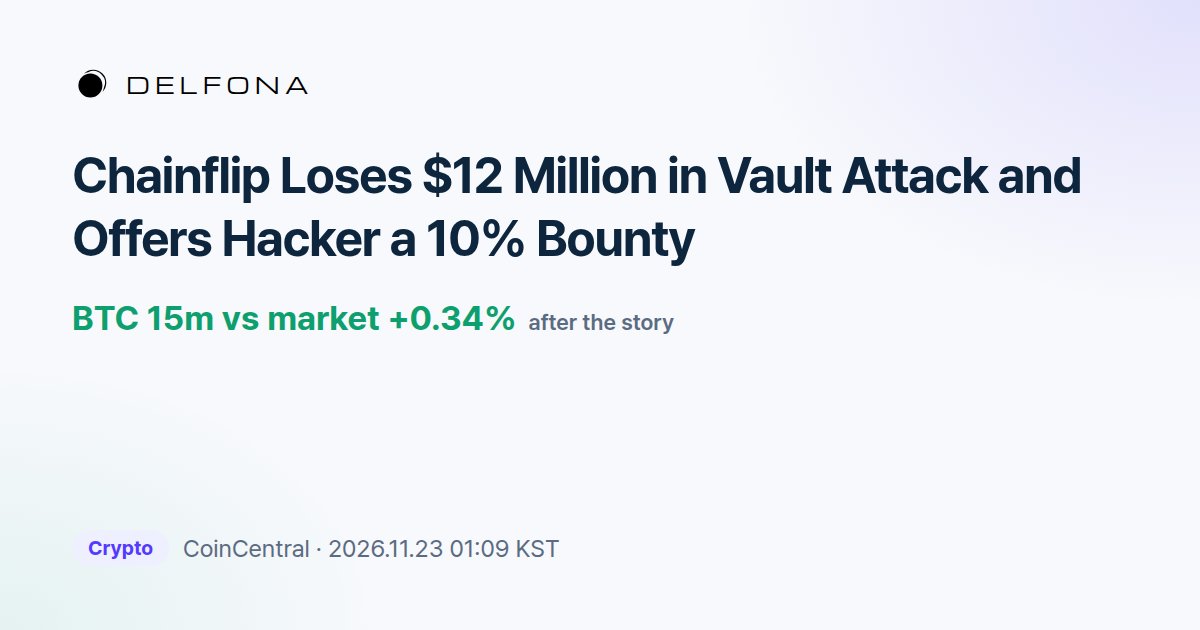 DELFONA
Chainflip Loses $12 Million in Vault Attack and
Offers Hacker a 10% Bounty
BTC 15m vs market +0.34% after the story
Crypto CoinCentral · 2026.11.23 01:09 KST